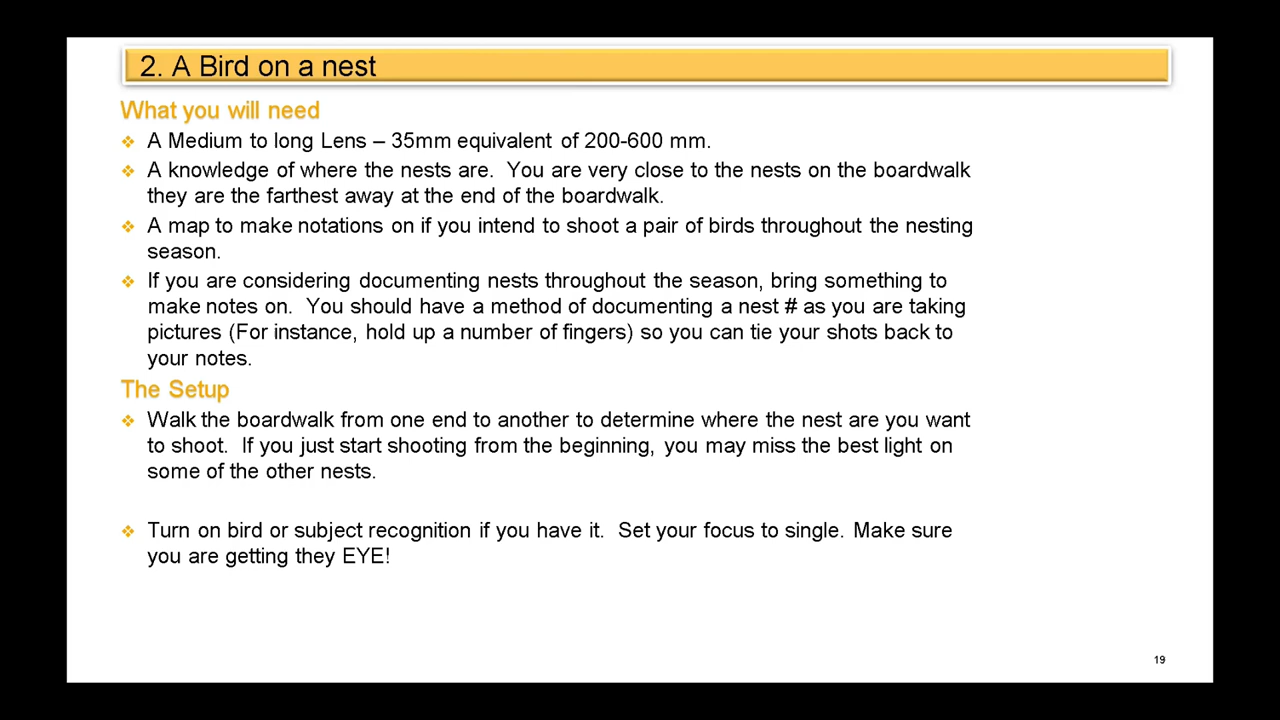 2. A Bird on a nest
What you will need
A Medium to long Lens – 35mm equivalent of 200-600 mm.
A knowledge of where the nests are.  You are very close to the nests on the boardwalk
they are the farthest away at the end of the boardwalk.
A map to make notations on if you intend to shoot a pair of birds throughout the nesting
season.
If you are considering documenting nests throughout the season, bring something to
make notes on.  You should have a method of documenting a nest # as you are taking
pictures (For instance, hold up a number of fingers) so you can tie your shots back to
your notes.
The Setup
Walk the boardwalk from one end to another to determine where the nest are you want
to shoot.  If you just start shooting from the beginning, you may miss the best light on
some of the other nests.
Turn on bird or subject recognition if you have it.  Set your focus to single. Make sure
you are getting they EYE!
19